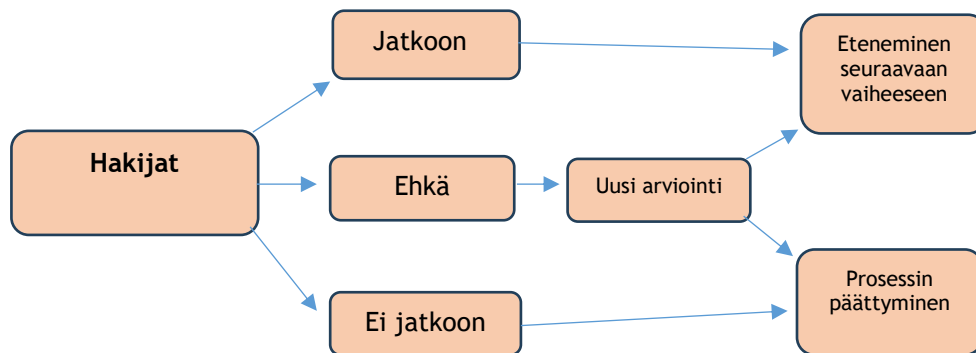 Jatkoon
Eteneminen
seuraavaan
vaiheeseen
Hakijat
Ehkä
Uusi arviointi
Ei jatkoon
Prosessin
päättyminen